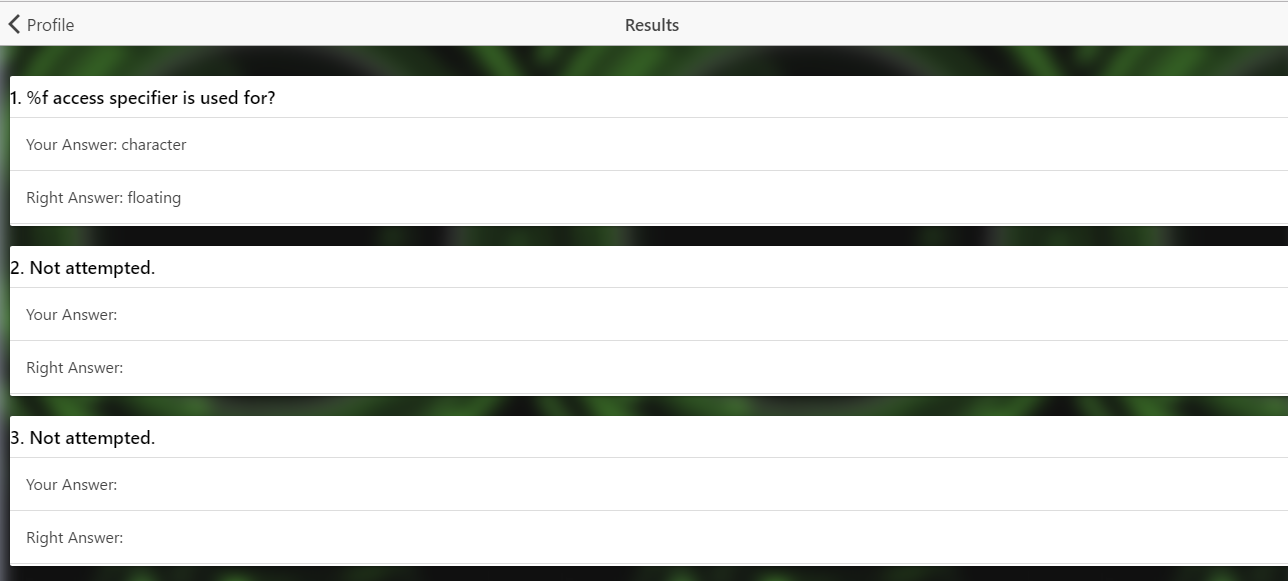 Profile
Results
1. %f access specifier is used for?
Your Answer: character
Right Answer: floating
2. Not attempted.
Your Answer:
Right Answer:
3. Not attempted.
Your Answer:
Right Answer: